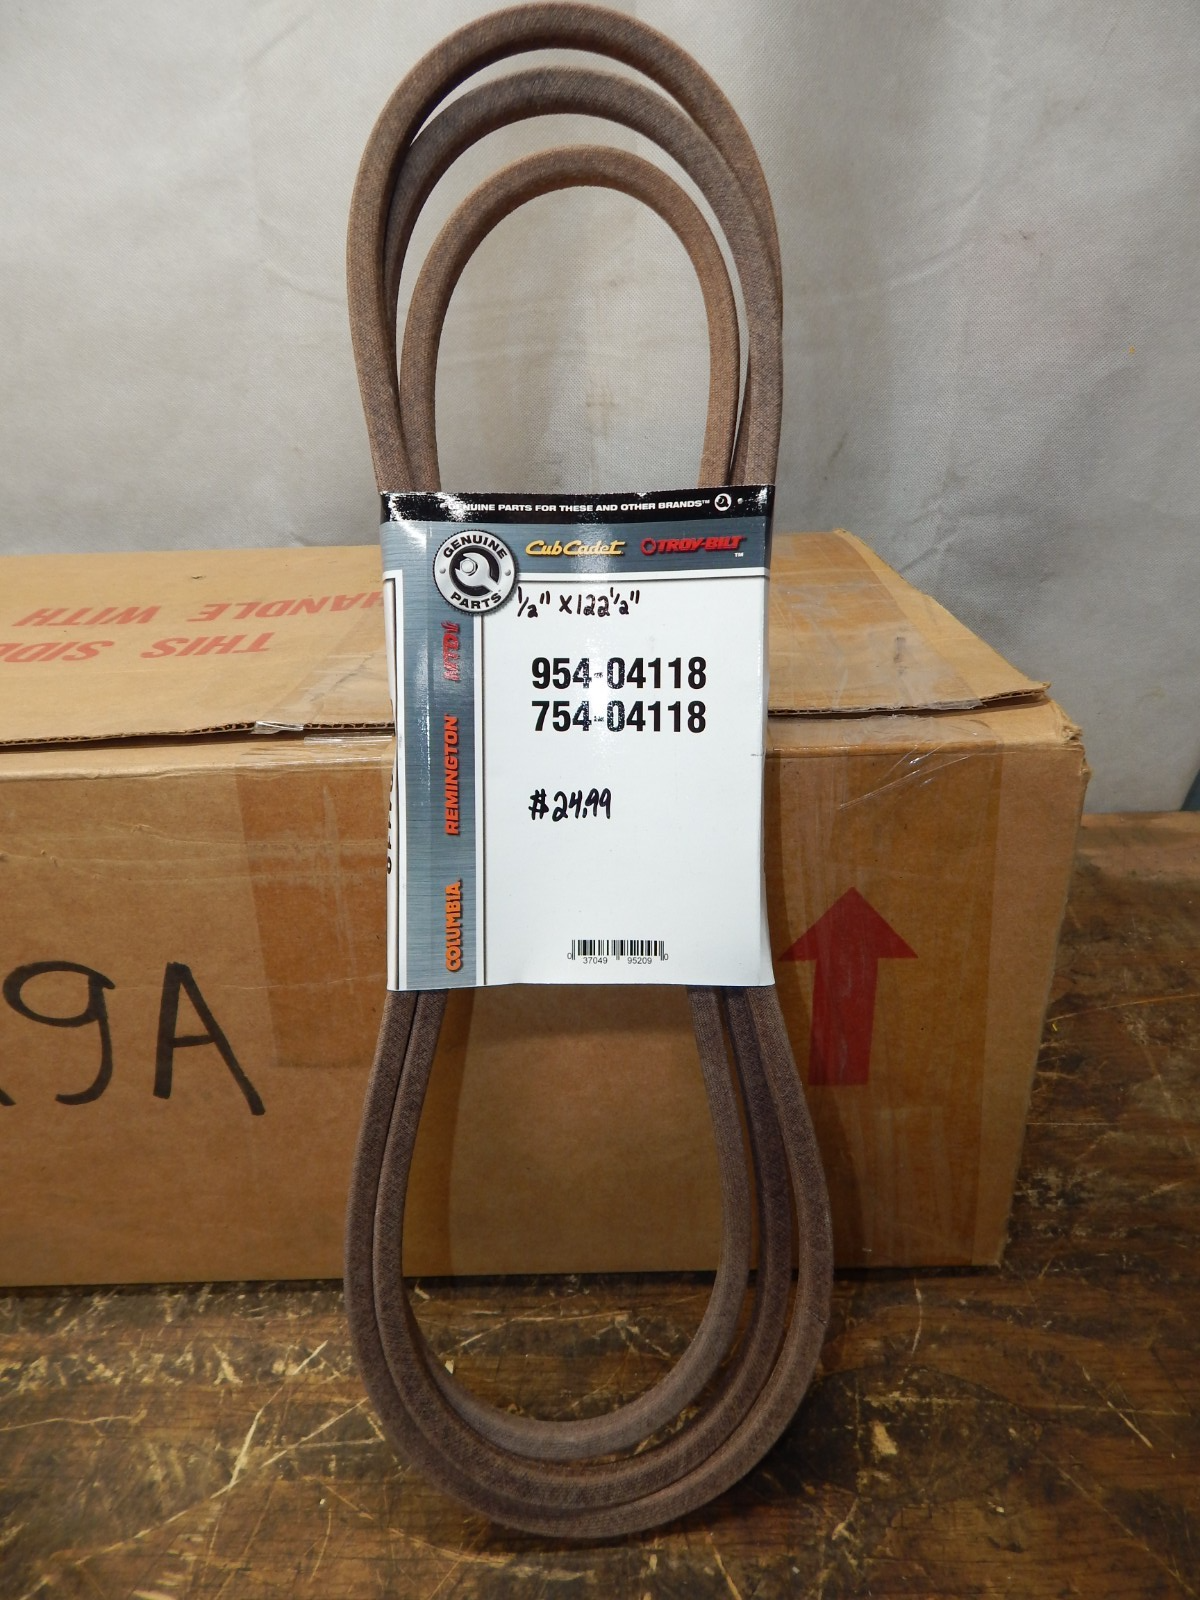 GENUINE PARTS FOR THESE AND OTHER BRANDS™
GENUINE PARTS
Cub Cadet
TROY-BILT™
1/2" X 122 1/2"
954-04118
754-04118
$24.99
MTD
REMINGTON
COLUMBIA
0 37049 95209 0
HANDLE WITH
THIS SIDE
9A